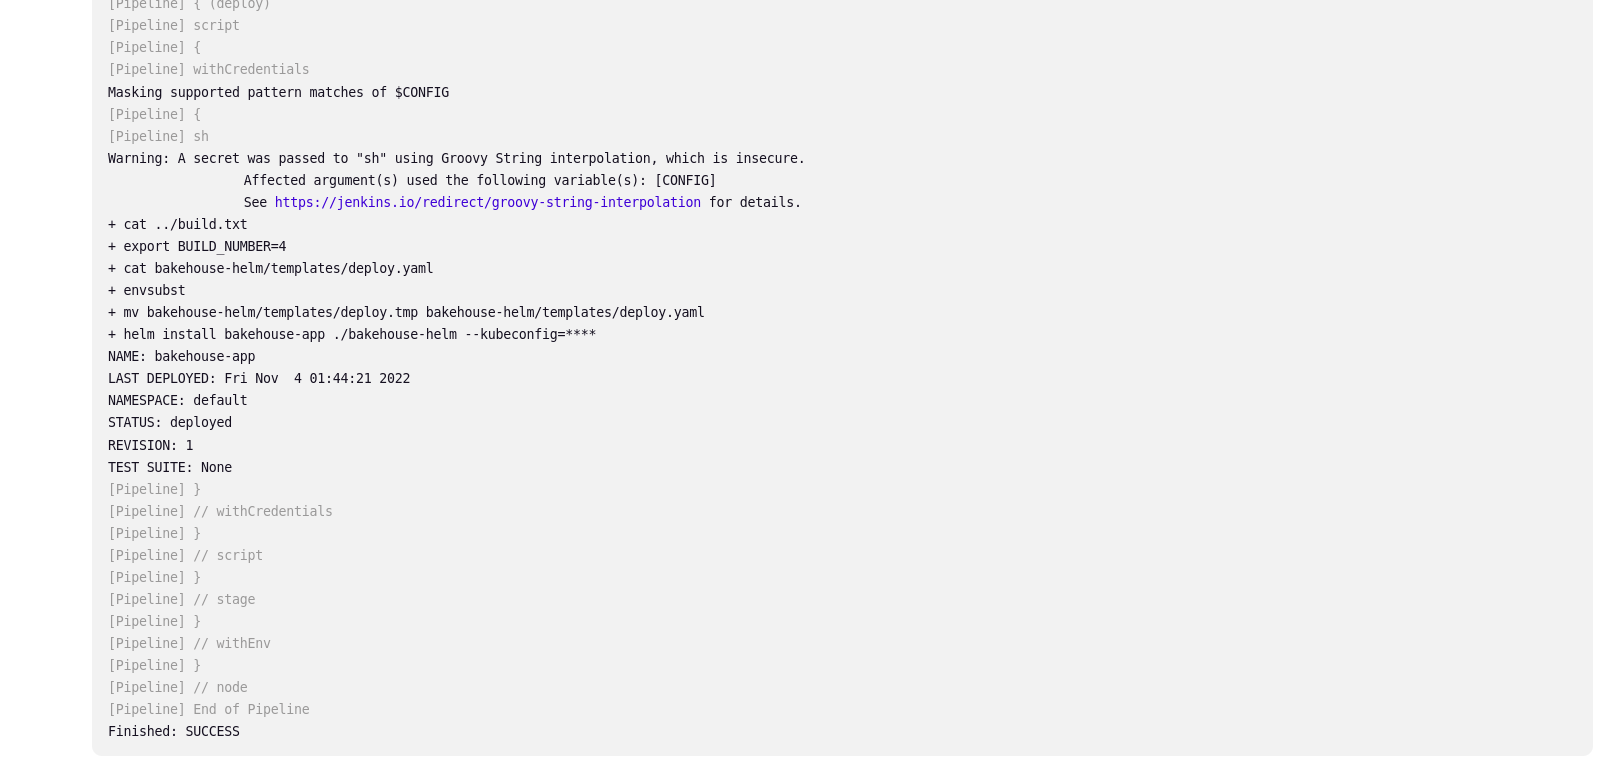 [Pipeline] { (deploy)
[Pipeline] script
[Pipeline] {
[Pipeline] withCredentials
Masking supported pattern matches of $CONFIG
[Pipeline] {
[Pipeline] sh
Warning: A secret was passed to "sh" using Groovy String interpolation, which is insecure.
Affected argument(s) used the following variable(s): [CONFIG]
See https://jenkins.io/redirect/groovy-string-interpolation for details.
+ cat ../build.txt
+ export BUILD_NUMBER=4
+ cat bakehouse-helm/templates/deploy.yaml
+ envsubst
+ mv bakehouse-helm/templates/deploy.tmp bakehouse-helm/templates/deploy.yaml
+ helm install bakehouse-app ./bakehouse-helm --kubeconfig=****
NAME: bakehouse-app
LAST DEPLOYED: Fri Nov  4 01:44:21 2022
NAMESPACE: default
STATUS: deployed
REVISION: 1
TEST SUITE: None
[Pipeline] }
[Pipeline] // withCredentials
[Pipeline] }
[Pipeline] // script
[Pipeline] }
[Pipeline] // stage
[Pipeline] }
[Pipeline] // withEnv
[Pipeline] }
[Pipeline] // node
[Pipeline] End of Pipeline
Finished: SUCCESS